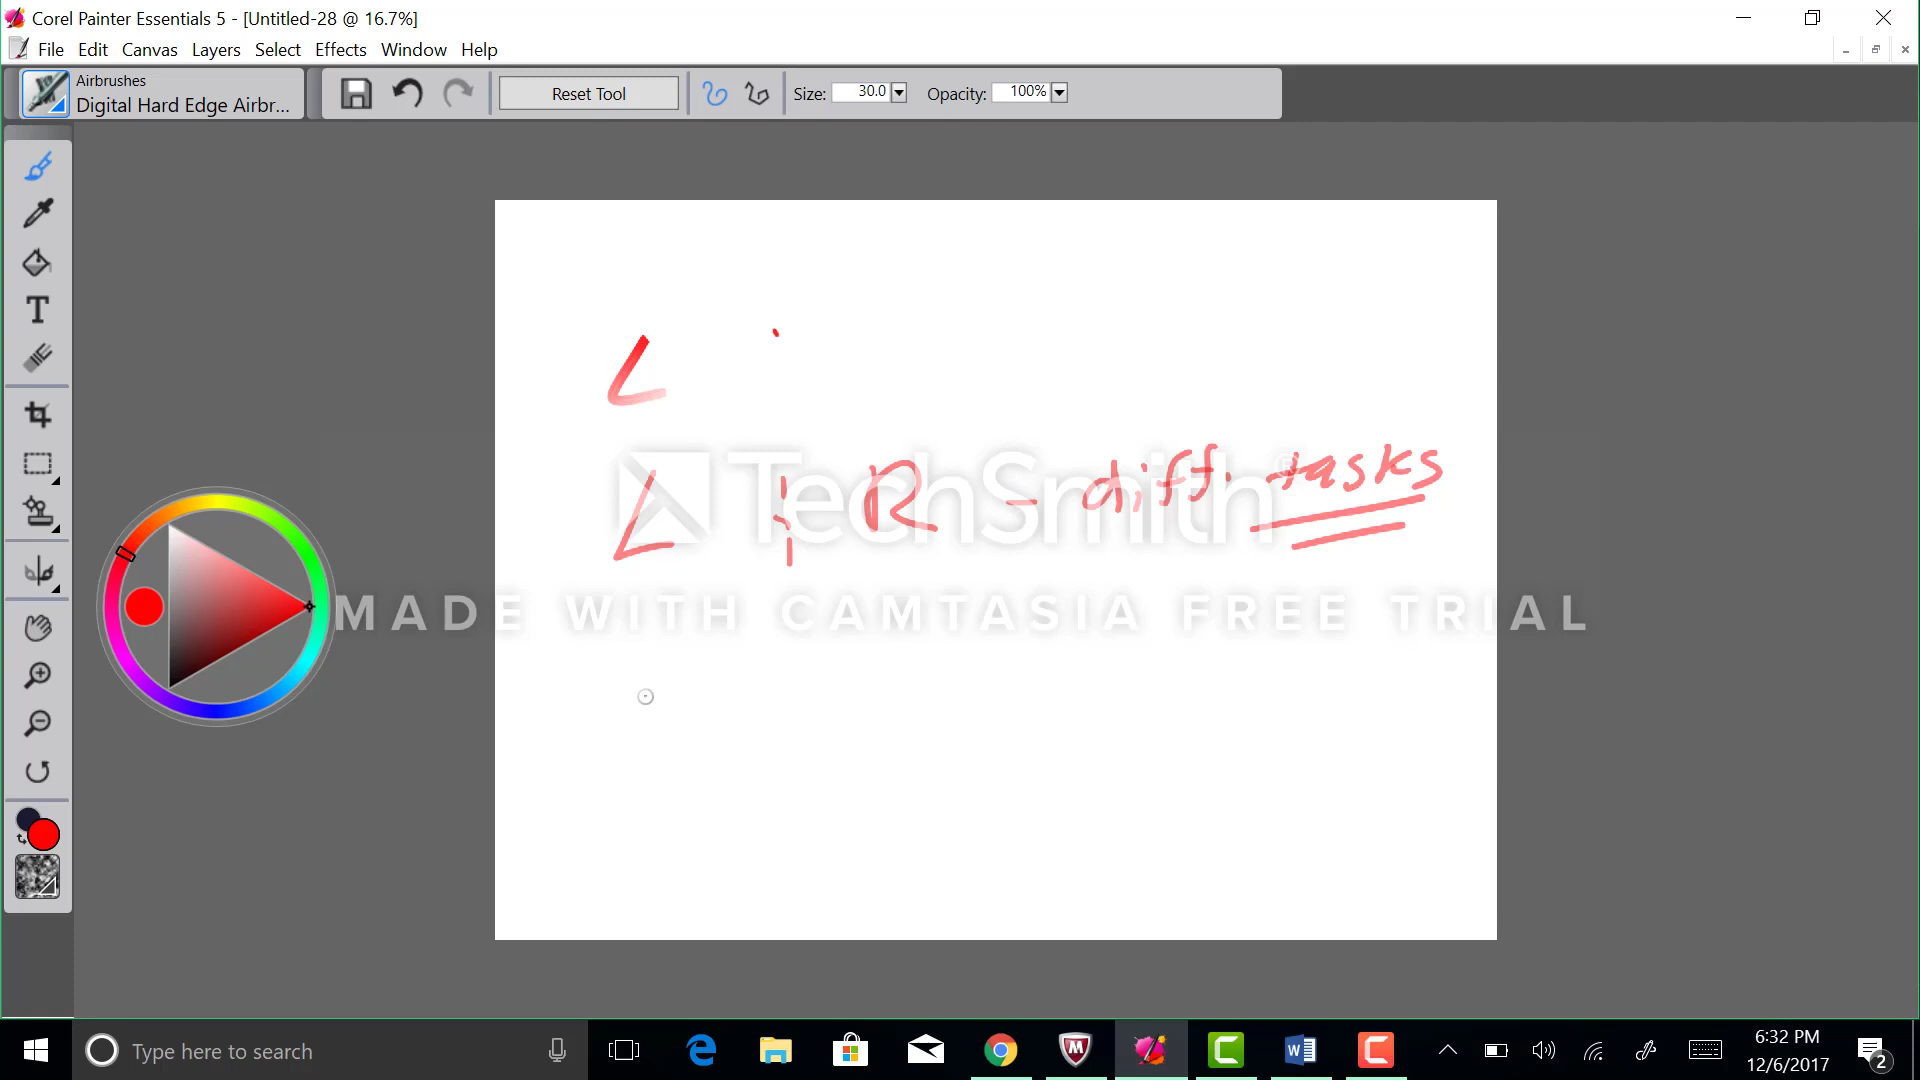 Corel Painter Essentials 5 - [Untitled-28 @ 16.7%]
File Edit Canvas Layers Select Effects Window Help
Airbrushes
Digital Hard Edge Airbr...
Reset Tool
Size: 30.0
Opacity: 100%
T
L
TechSmith®
L ; R - diff. tasks
MADE WITH CAMTASIA FREE TRIAL
Type here to search
6:32 PM
12/6/2017
2